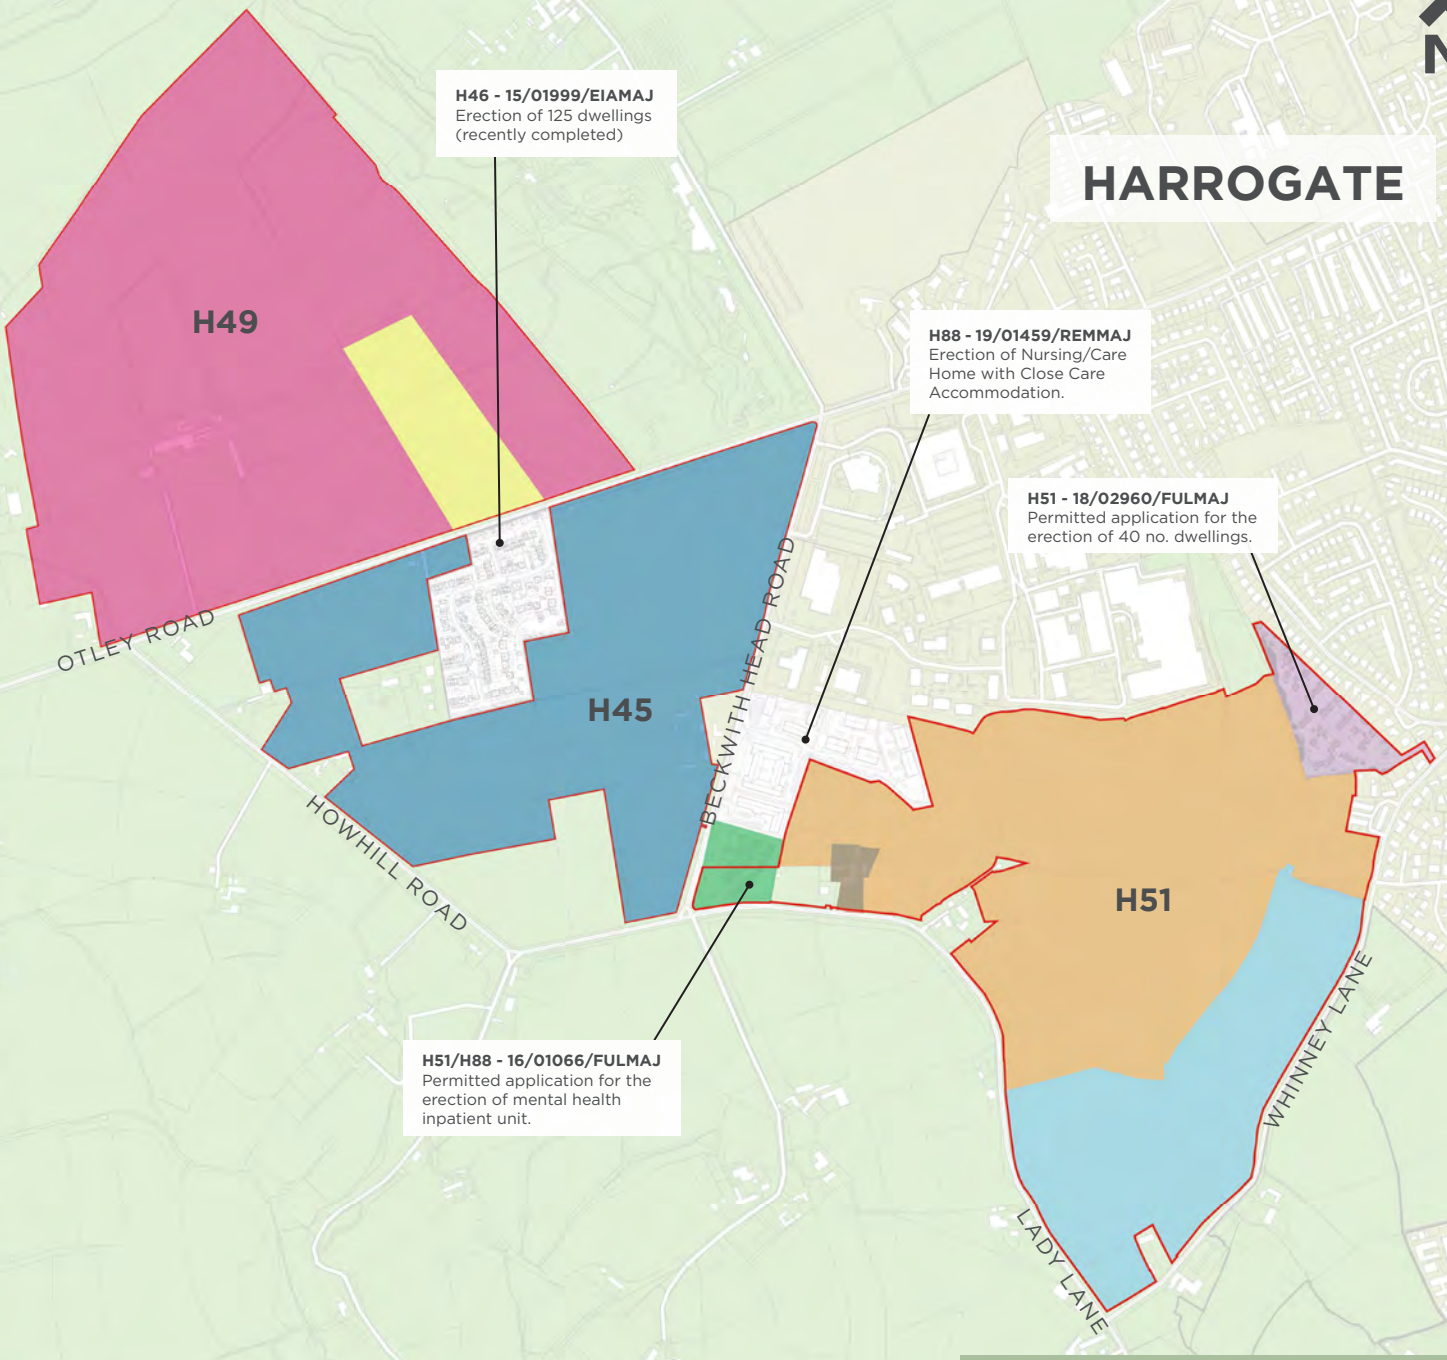 N
H46 - 15/01999/EIAMAJ
Erection of 125 dwellings
(recently completed)
HARROGATE
H49
H88 - 19/01459/REMMAJ
Erection of Nursing/Care
Home with Close Care
Accommodation.
H51 - 18/02960/FULMAJ
Permitted application for the
erection of 40 no. dwellings.
OTLEY ROAD
BECKWITH HEAD ROAD
H45
HOWHILL ROAD
H51
WHINNEY LANE
H51/H88 - 16/01066/FULMAJ
Permitted application for the
erection of mental health
inpatient unit.
LADY LANE